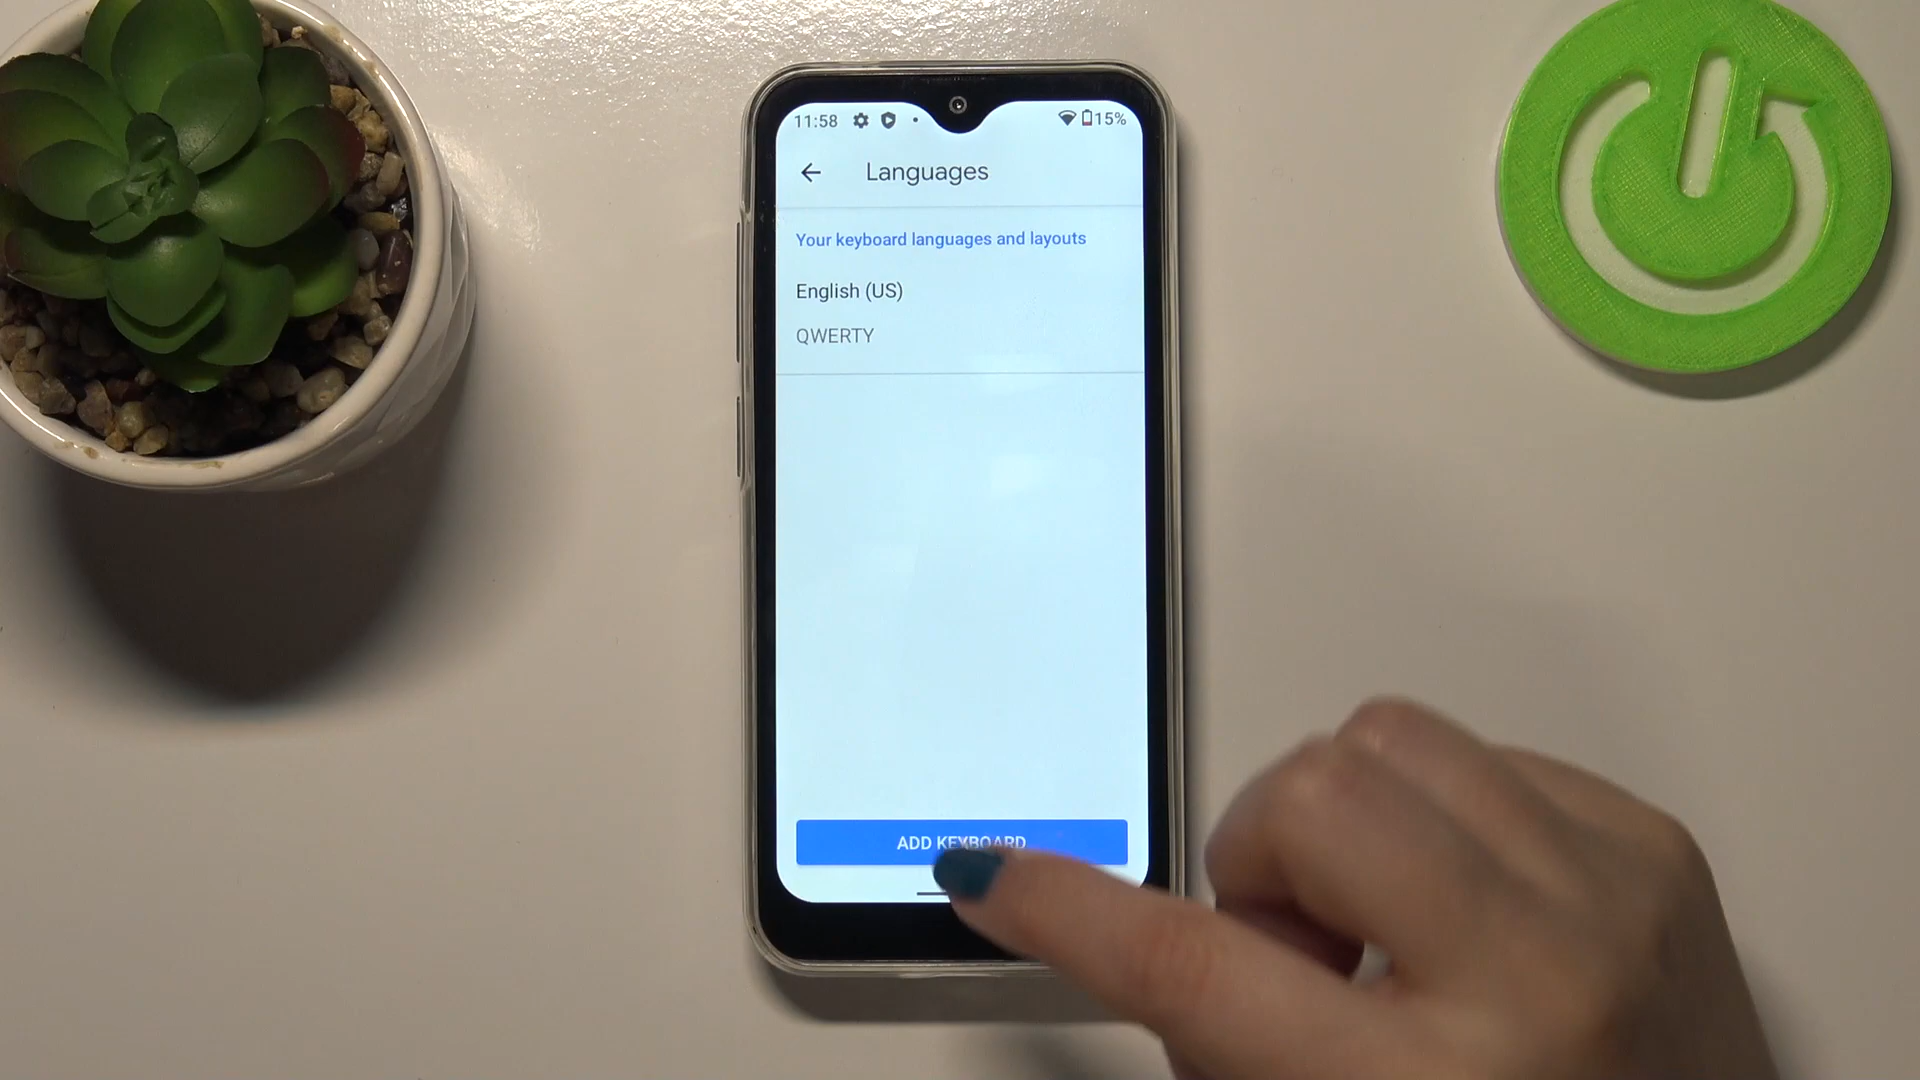 11:58
15%
Languages
Your keyboard languages and layouts
English (US)
QWERTY
ADD KEYBOARD